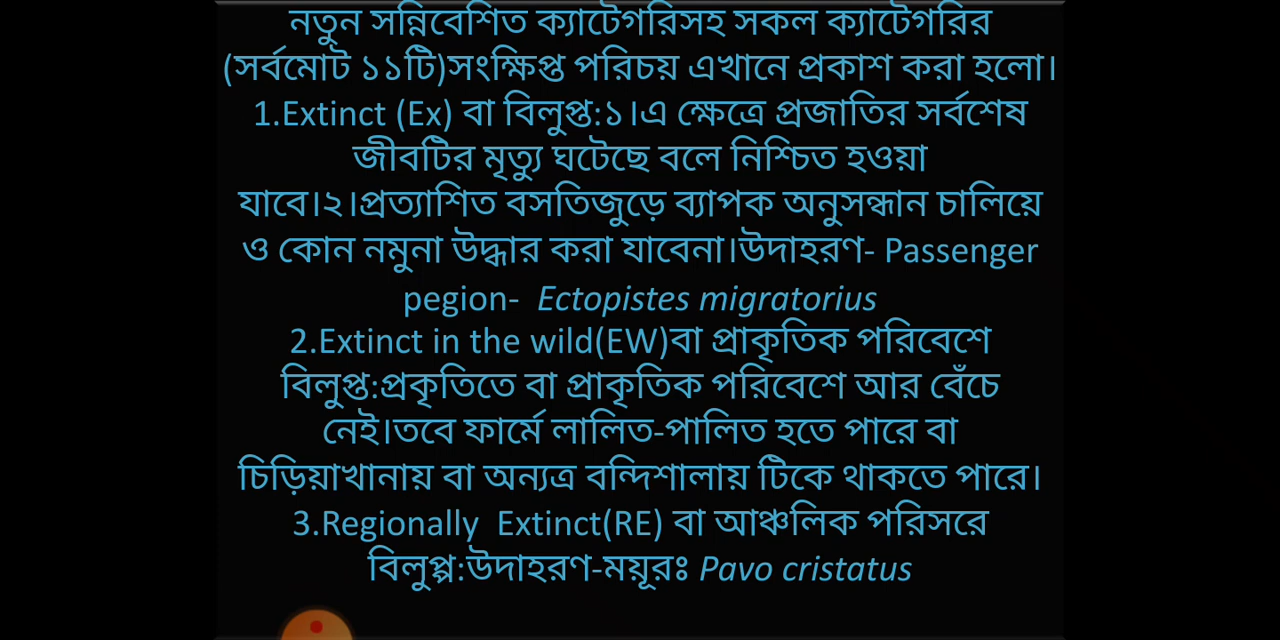 নতুন সন্নিবেশিত ক্যাটেগরিসহ সকল ক্যাটেগরির
(সর্বমোট ১১টি)সংক্ষিপ্ত পরিচয় এখানে প্রকাশ করা হলো।
1.Extinct (Ex) বা বিলুপ্ত:১।এ ক্ষেত্রে প্রজাতির সর্বশেষ
জীবটির মৃত্যু ঘটেছে বলে নিশ্চিত হওয়া
যাবে।২।প্রত্যাশিত বসতিজুড়ে ব্যাপক অনুসন্ধান চালিয়ে
ও কোন নমুনা উদ্ধার করা যাবেনা।উদাহরণ- Passenger
pegion-  Ectopistes migratorius
2.Extinct in the wild(EW)বা প্রাকৃতিক পরিবেশে
বিলুপ্ত:প্রকৃতিতে বা প্রাকৃতিক পরিবেশে আর বেঁচে
নেই।তবে ফার্মে লালিত-পালিত হতে পারে বা
চিড়িয়াখানায় বা অন্যত্র বন্দিশালায় টিকে থাকতে পারে।
3.Regionally  Extinct(RE) বা আঞ্চলিক পরিসরে
বিলুপ্প:উদাহরণ-ময়ূরঃ Pavo cristatus